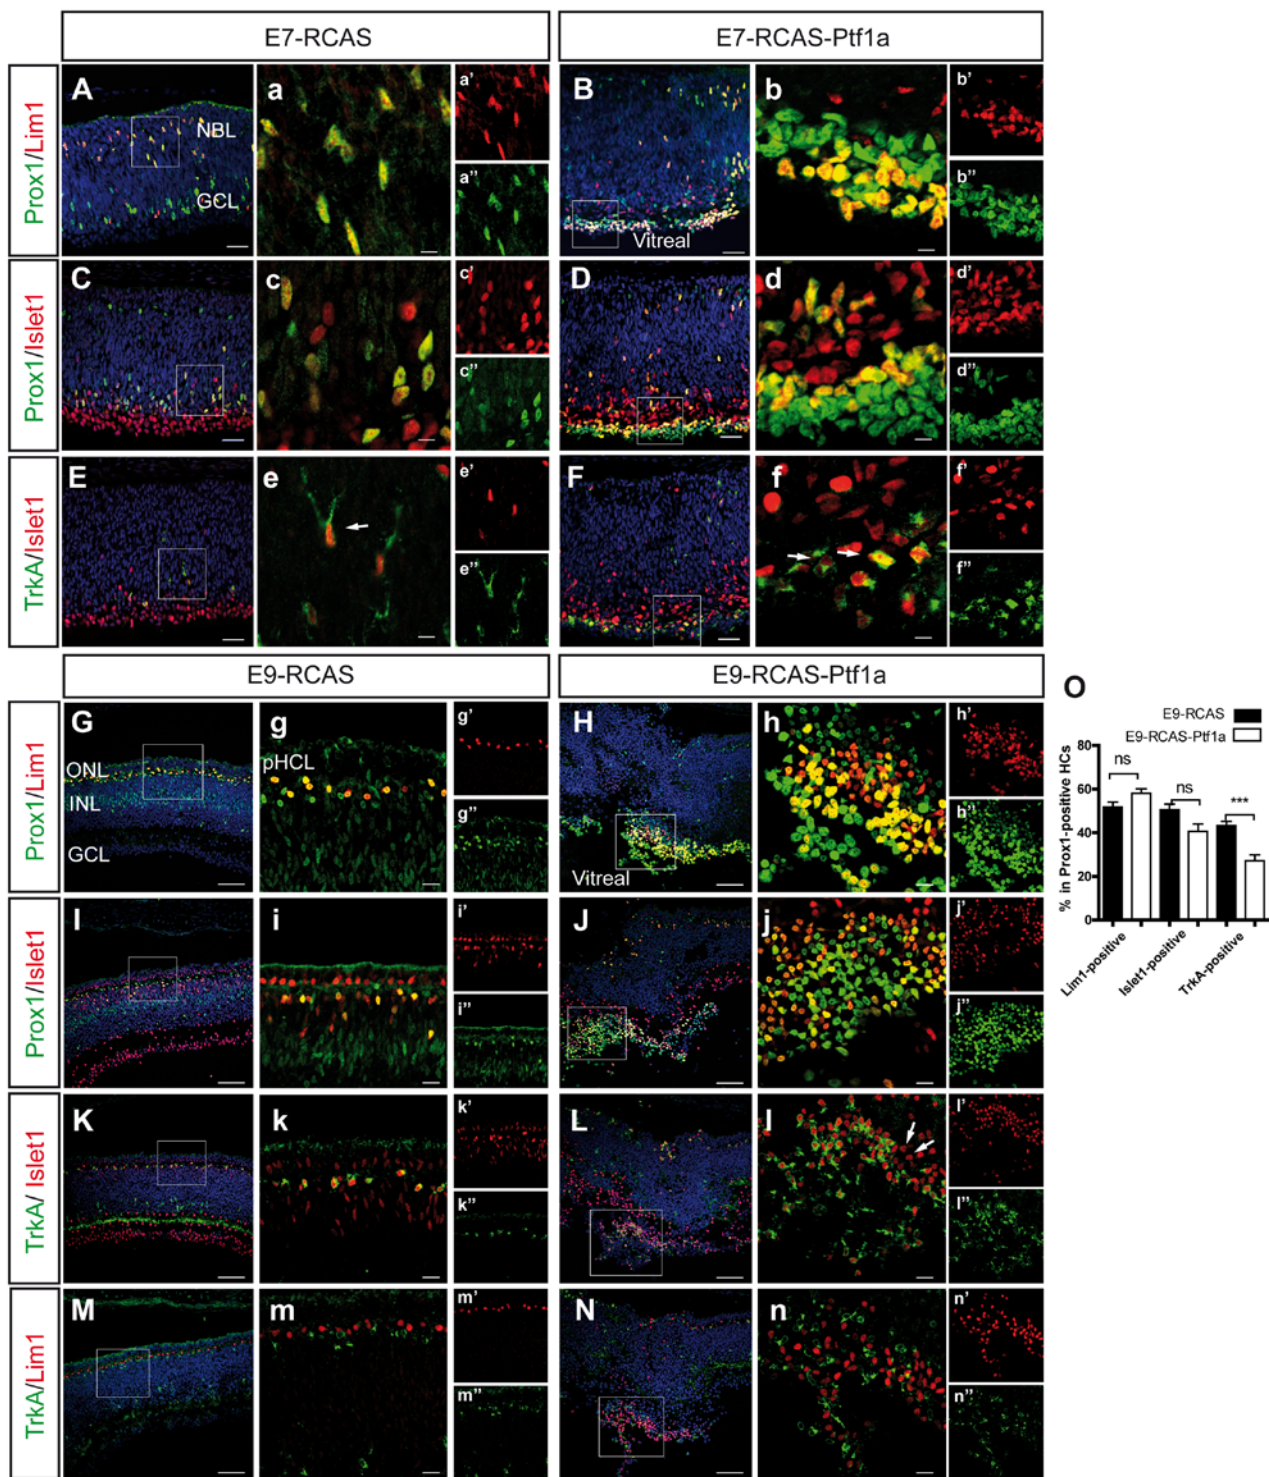 E7-RCAS
E7-RCAS-Ptf1a
Prox1/Lim1
A
NBL
GCL
a
a'
a"
B
Vitreal
b
b'
b"
Prox1/Islet1
C
c
c'
c"
D
d
d'
d"
TrkA/Islet1
E
e
e'
e"
F
f
f'
f"
E9-RCAS
E9-RCAS-Ptf1a
Prox1/Lim1
G
ONL
INL
GCL
g
pHCL
g'
g"
H
Vitreal
h
h'
h"
Prox1/Islet1
I
i
i'
i"
J
j
j'
j"
TrkA/ Islet1
K
k
k'
k"
L
l
l'
l"
TrkA/Lim1
M
m
m'
m"
N
n
n'
n"
O
E9-RCAS
E9-RCAS-Ptf1a
% in Prox1-positive HCs
80
60
40
20
0
ns
ns
***
Lim1-positive
Islet1-positive
TrkA-positive